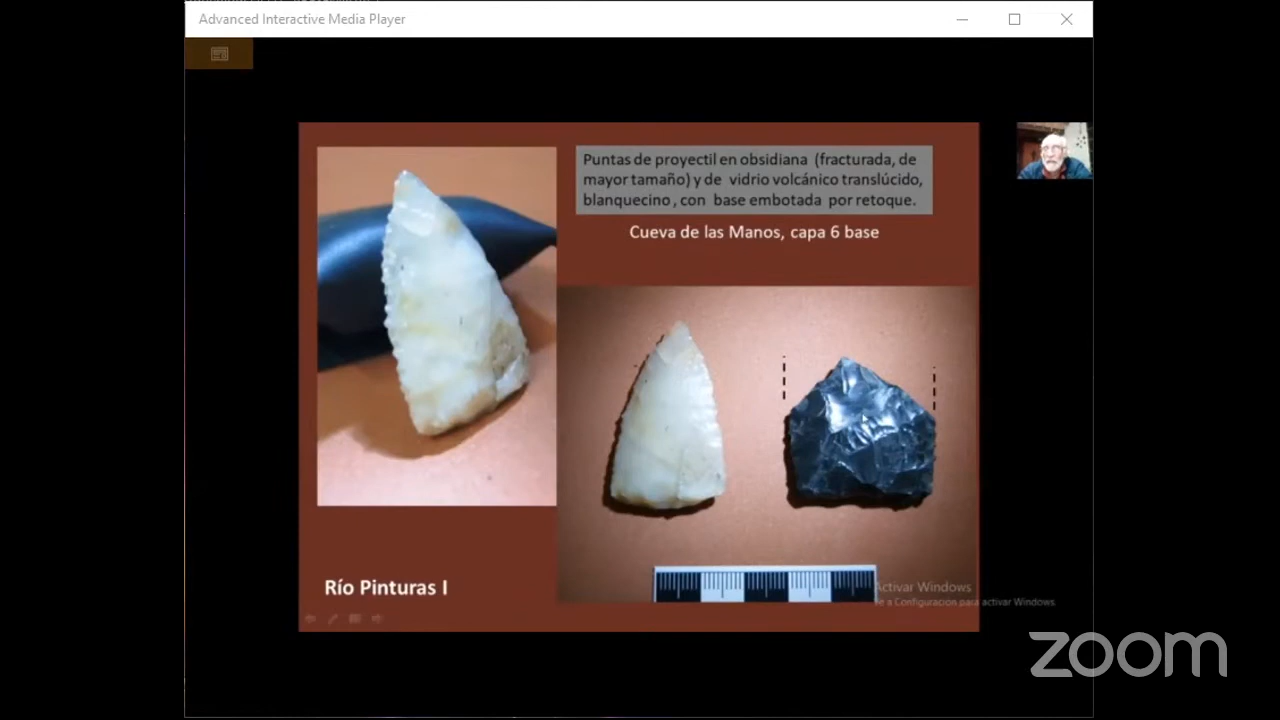 Advanced Interactive Media Player
Puntas de proyectil en obsidiana (fracturada, de
mayor tamaño) y de vidrio volcánico translúcido,
blanquecino , con base embotada por retoque.
Cueva de las Manos, capa 6 base
Río Pinturas I
Activar Windows
Ve a Configuración para activar Windows.
zoom